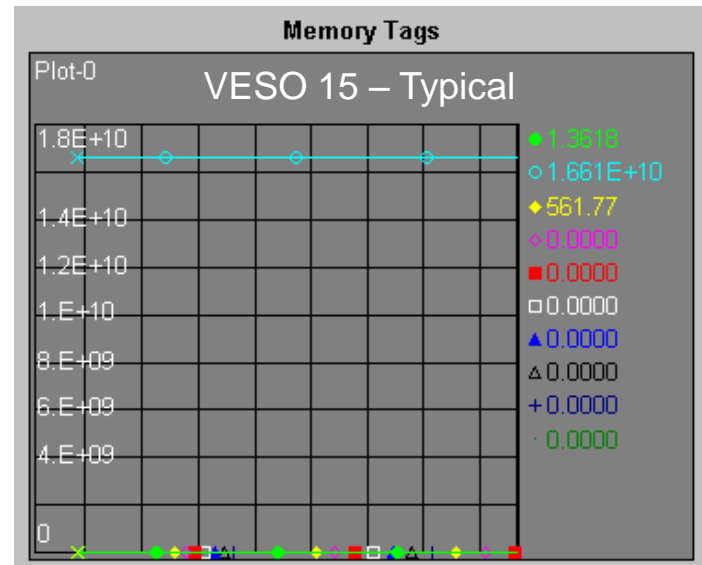 Memory Tags
Plot-0
VESO 15 – Typical
1.8E+10
1.4E+10
1.2E+10
1.E+10
8.E+09
6.E+09
4.E+09
0
1.3618
1.661E+10
561.77
0.0000
0.0000
0.0000
0.0000
0.0000
0.0000
0.0000